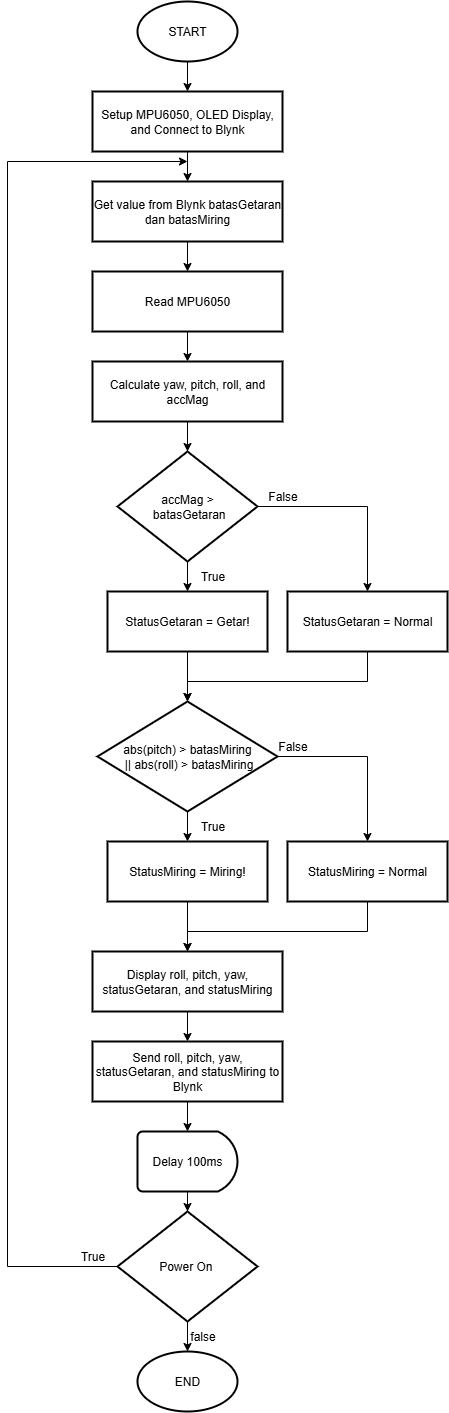 START
Setup MPU6050, OLED Display,
and Connect to Blynk
Get value from Blynk batasGetaran
dan batasMiring
Read MPU6050
Calculate yaw, pitch, roll, and
accMag
accMag >
batasGetaran
False
True
StatusGetaran = Getar!
StatusGetaran = Normal
abs(pitch) > batasMiring
|| abs(roll) > batasMiring
False
True
StatusMiring = Miring!
StatusMiring = Normal
Display roll, pitch, yaw,
statusGetaran, and statusMiring
Send roll, pitch, yaw,
statusGetaran, and statusMiring to
Blynk
Delay 100ms
True
Power On
false
END